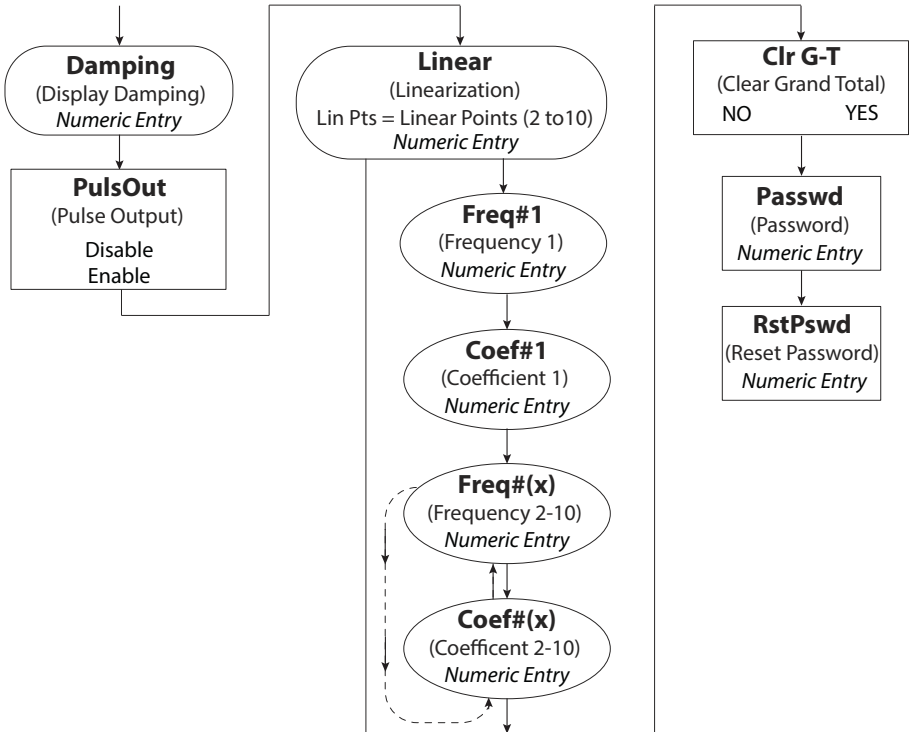 Damping
(Display Damping)
Numeric Entry
PulsOut
(Pulse Output)
Disable
Enable
Linear
(Linearization)
Lin Pts = Linear Points (2 to10)
Numeric Entry
Freq#1
(Frequency 1)
Numeric Entry
Coef#1
(Coefficient 1)
Numeric Entry
Freq#(x)
(Frequency 2-10)
Numeric Entry
Coef#(x)
(Coefficent 2-10)
Numeric Entry
Clr G-T
(Clear Grand Total)
NO YES
Passwd
(Password)
Numeric Entry
RstPswd
(Reset Password)
Numeric Entry